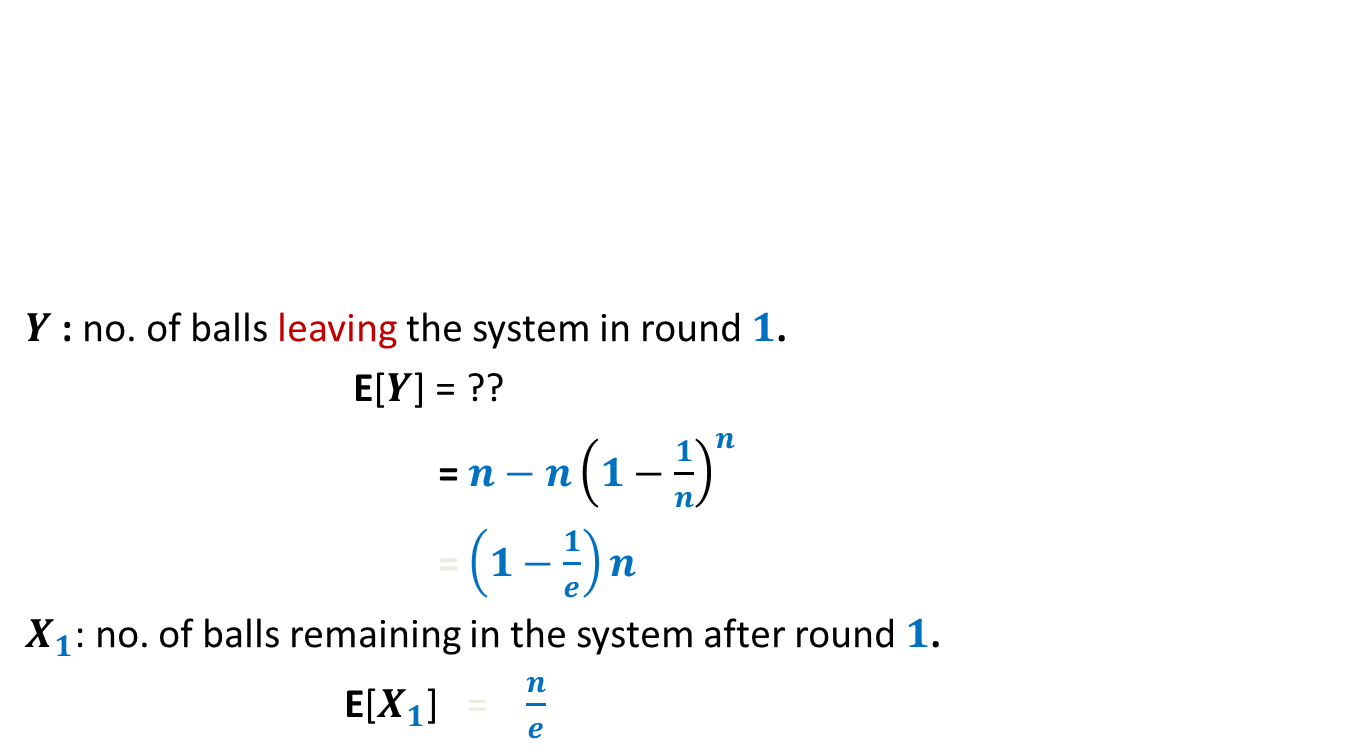 Y : no. of balls leaving the system in round 1.
E[Y] = ??
= n − n(1 − 1/n)^n
= (1 − 1/e) n
X₁: no. of balls remaining in the system after round 1.
E[X₁] = n/e